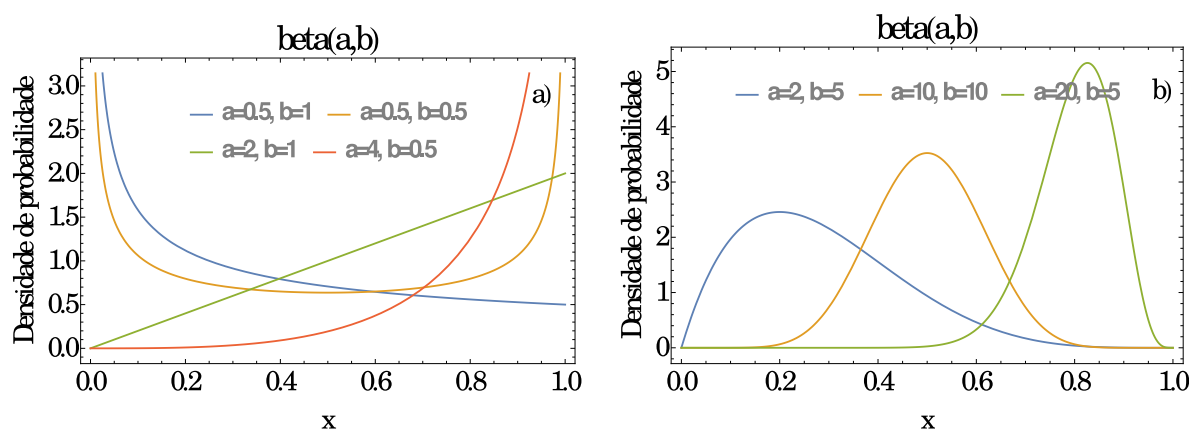 beta(a,b)
Densidade de probabilidade
a)
a=0.5, b=1
a=0.5, b=0.5
a=2, b=1
a=4, b=0.5
3.0
2.5
2.0
1.5
1.0
0.5
0.0
0.0 0.2 0.4 0.6 0.8 1.0
x
beta(a,b)
Densidade de probabilidade
a=2, b=5
a=10, b=10
a=20, b=5
b)
5
4
3
2
1
0
0.0 0.2 0.4 0.6 0.8 1.0
x